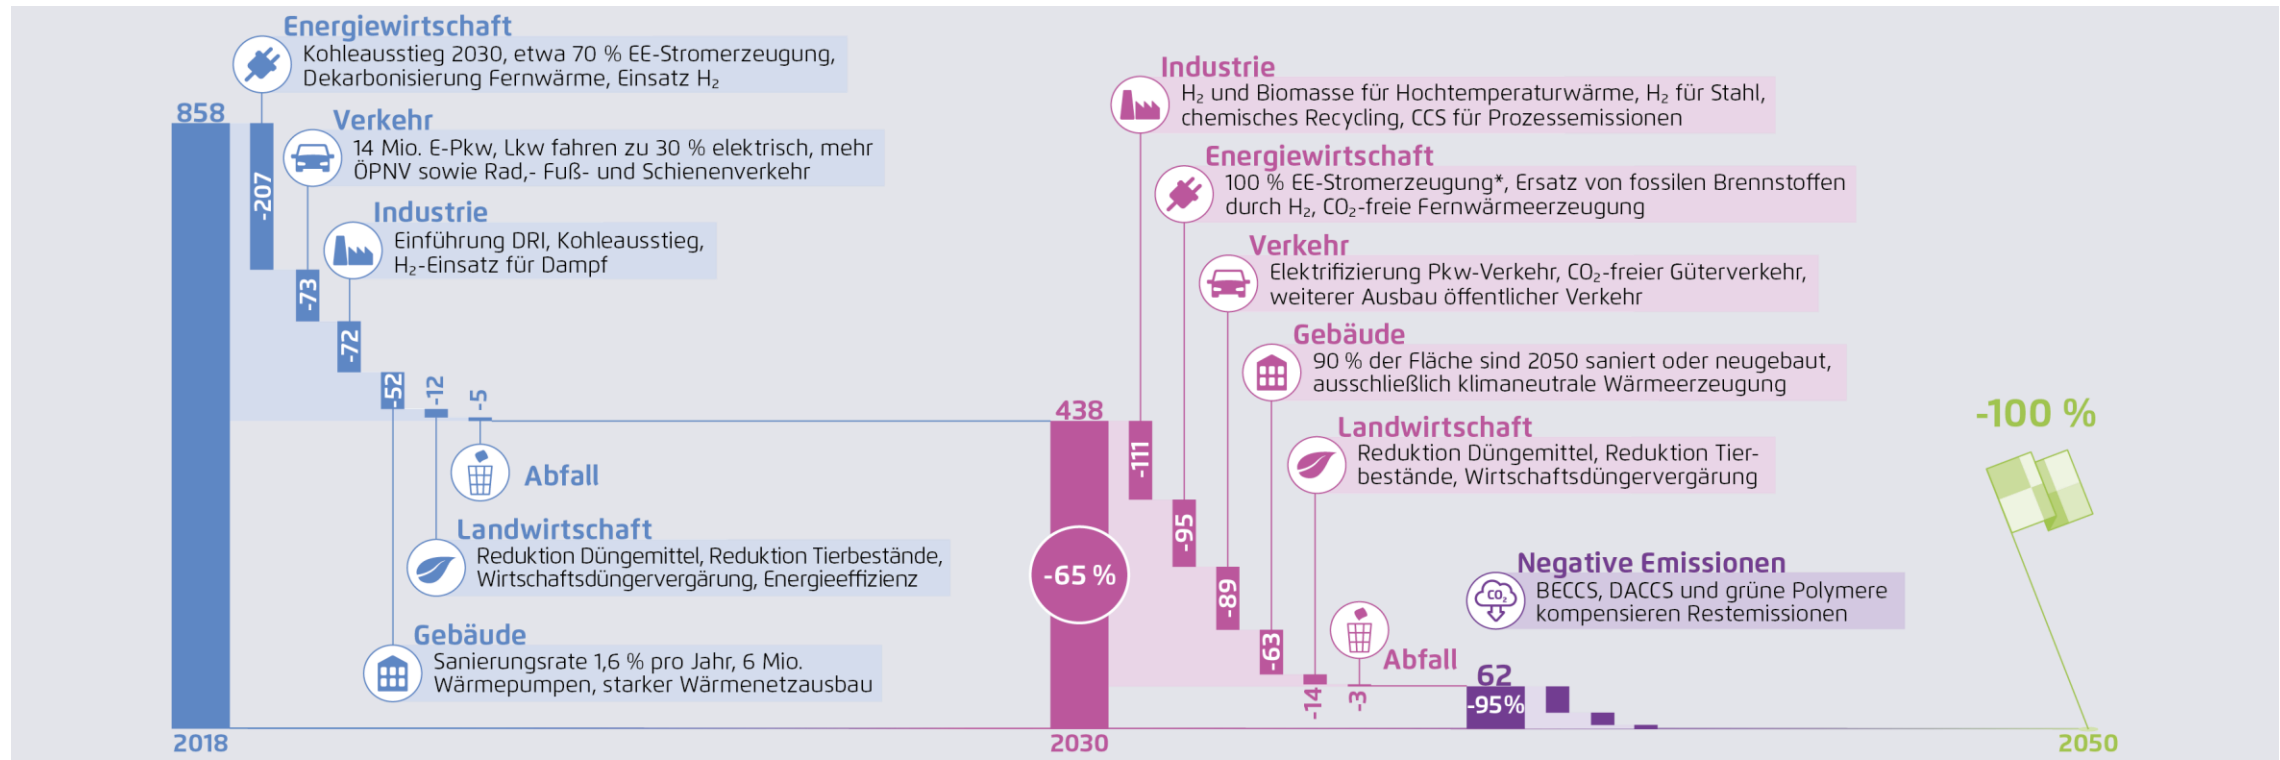 Energiewirtschaft
Kohleausstieg 2030, etwa 70 % EE-Stromerzeugung,
Dekarbonisierung Fernwärme, Einsatz H₂
858
-207
Verkehr
14 Mio. E-Pkw, Lkw fahren zu 30 % elektrisch, mehr
ÖPNV sowie Rad,- Fuß- und Schienenverkehr
-73
Industrie
Einführung DRI, Kohleausstieg,
H₂-Einsatz für Dampf
-72
-52
-12
-5
Abfall
Landwirtschaft
Reduktion Düngemittel, Reduktion Tierbestände,
Wirtschaftsdüngervergärung, Energieeffizienz
Gebäude
Sanierungsrate 1,6 % pro Jahr, 6 Mio.
Wärmepumpen, starker Wärmenetzausbau
2018
Industrie
H₂ und Biomasse für Hochtemperaturwärme, H₂ für Stahl,
chemisches Recycling, CCS für Prozessemissionen
Energiewirtschaft
100 % EE-Stromerzeugung*, Ersatz von fossilen Brennstoffen
durch H₂, CO₂-freie Fernwärmeerzeugung
Verkehr
Elektrifizierung Pkw-Verkehr, CO₂-freier Güterverkehr,
weiterer Ausbau öffentlicher Verkehr
Gebäude
90 % der Fläche sind 2050 saniert oder neugebaut,
ausschließlich klimaneutrale Wärmeerzeugung
Landwirtschaft
Reduktion Düngemittel, Reduktion Tier-
bestände, Wirtschaftsdüngervergärung
438
-65 %
-111
-95
-89
-63
-14
-3
Abfall
2030
Negative Emissionen
CO₂
BECCS, DACCS und grüne Polymere
kompensieren Restemissionen
62
-95%
-100 %
2050